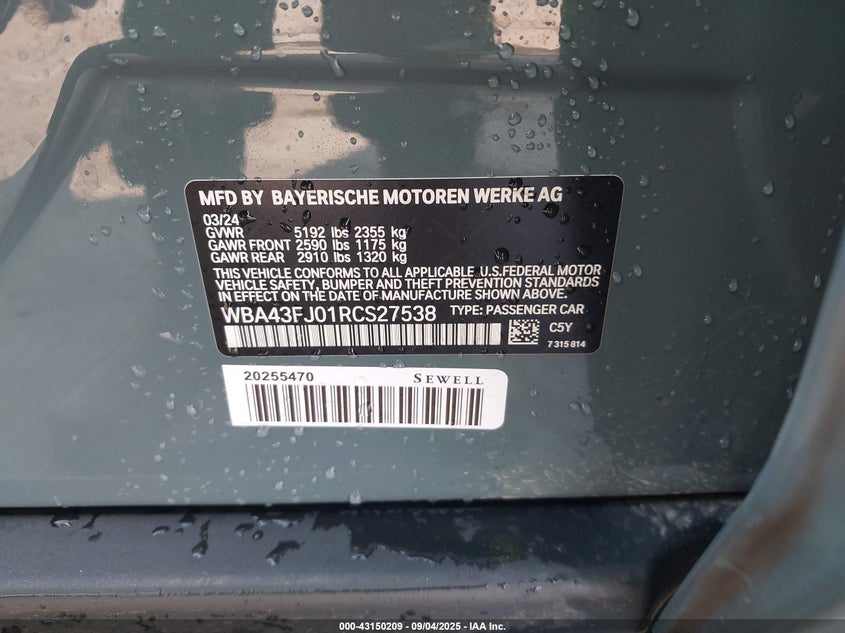 MFD BY BAYERISCHE MOTOREN WERKE AG
03/24
GVWR 5192 lbs 2355 kg
GAWR FRONT 2590 lbs 1175 kg
GAWR REAR 2910 lbs 1320 kg
THIS VEHICLE CONFORMS TO ALL APPLICABLE U.S.FEDERAL MOTOR
VEHICLE SAFETY, BUMPER AND THEFT PREVENTION STANDARDS
IN EFFECT ON THE DATE OF MANUFACTURE SHOWN ABOVE.
WBA43FJ01RCS27538 TYPE: PASSENGER CAR
C5Y
7 315 814
20255470 SEWELL
000-43150209 - 09/04/2025 - IAA Inc.